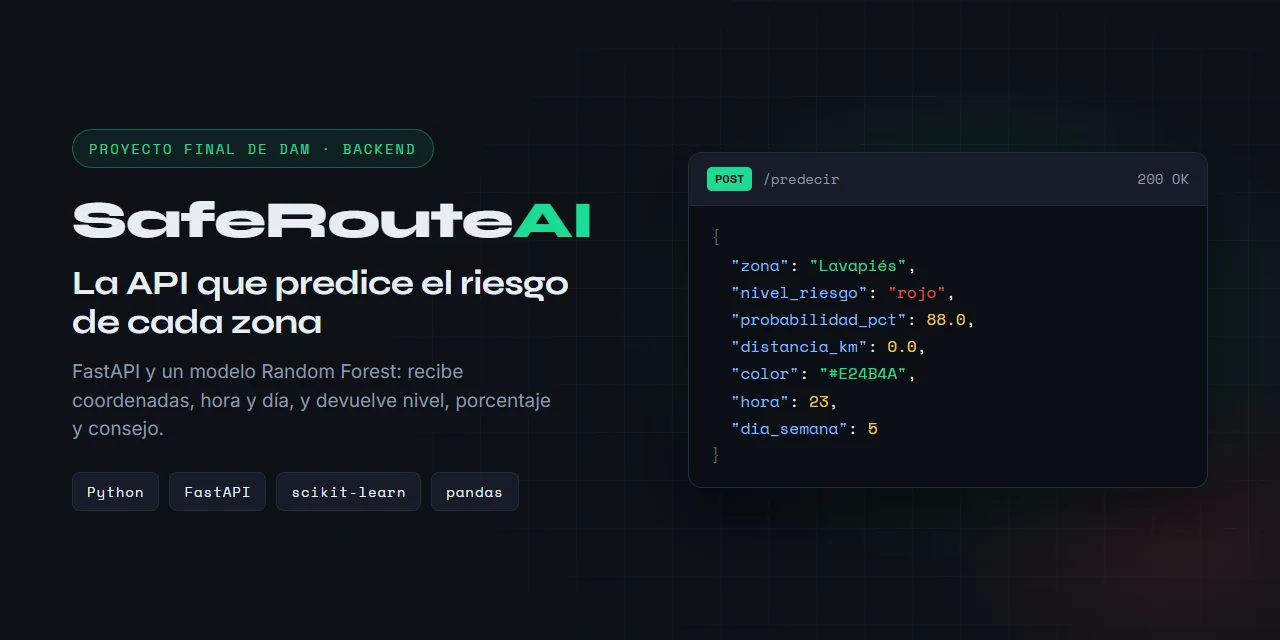 PROYECTO FINAL DE DAM · BACKEND
SafeRouteAI
La API que predice el riesgo
de cada zona
FastAPI y un modelo Random Forest: recibe
coordenadas, hora y día, y devuelve nivel, porcentaje
y consejo.
Python FastAPI scikit-learn pandas
POST /predecir 200 OK
{
"zona": "Lavapiés",
"nivel_riesgo": "rojo",
"probabilidad_pct": 88.0,
"distancia_km": 0.0,
"color": "#E24B4A",
"hora": 23,
"dia_semana": 5
}